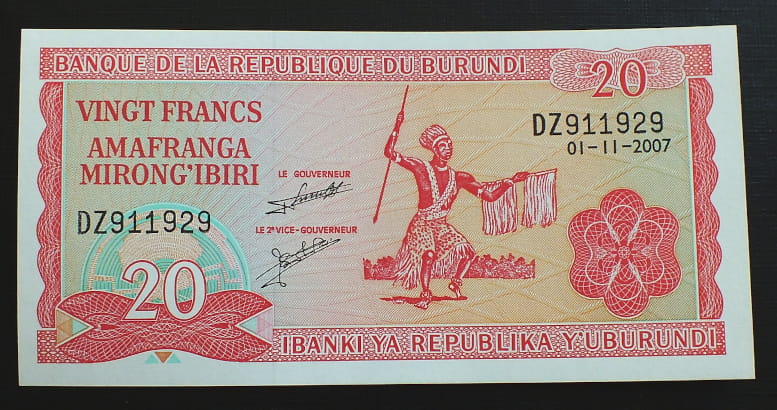 BANQUE DE LA REPUBLIQUE DU BURUNDI
20
VINGT FRANCS
AMAFRANGA
MIRONG'IBIRI
DZ911929
01-11-2007
LE GOUVERNEUR
LE 2e VICE-GOUVERNEUR
DZ911929
20
IBANKI YA REPUBLIKA Y'UBURUNDI